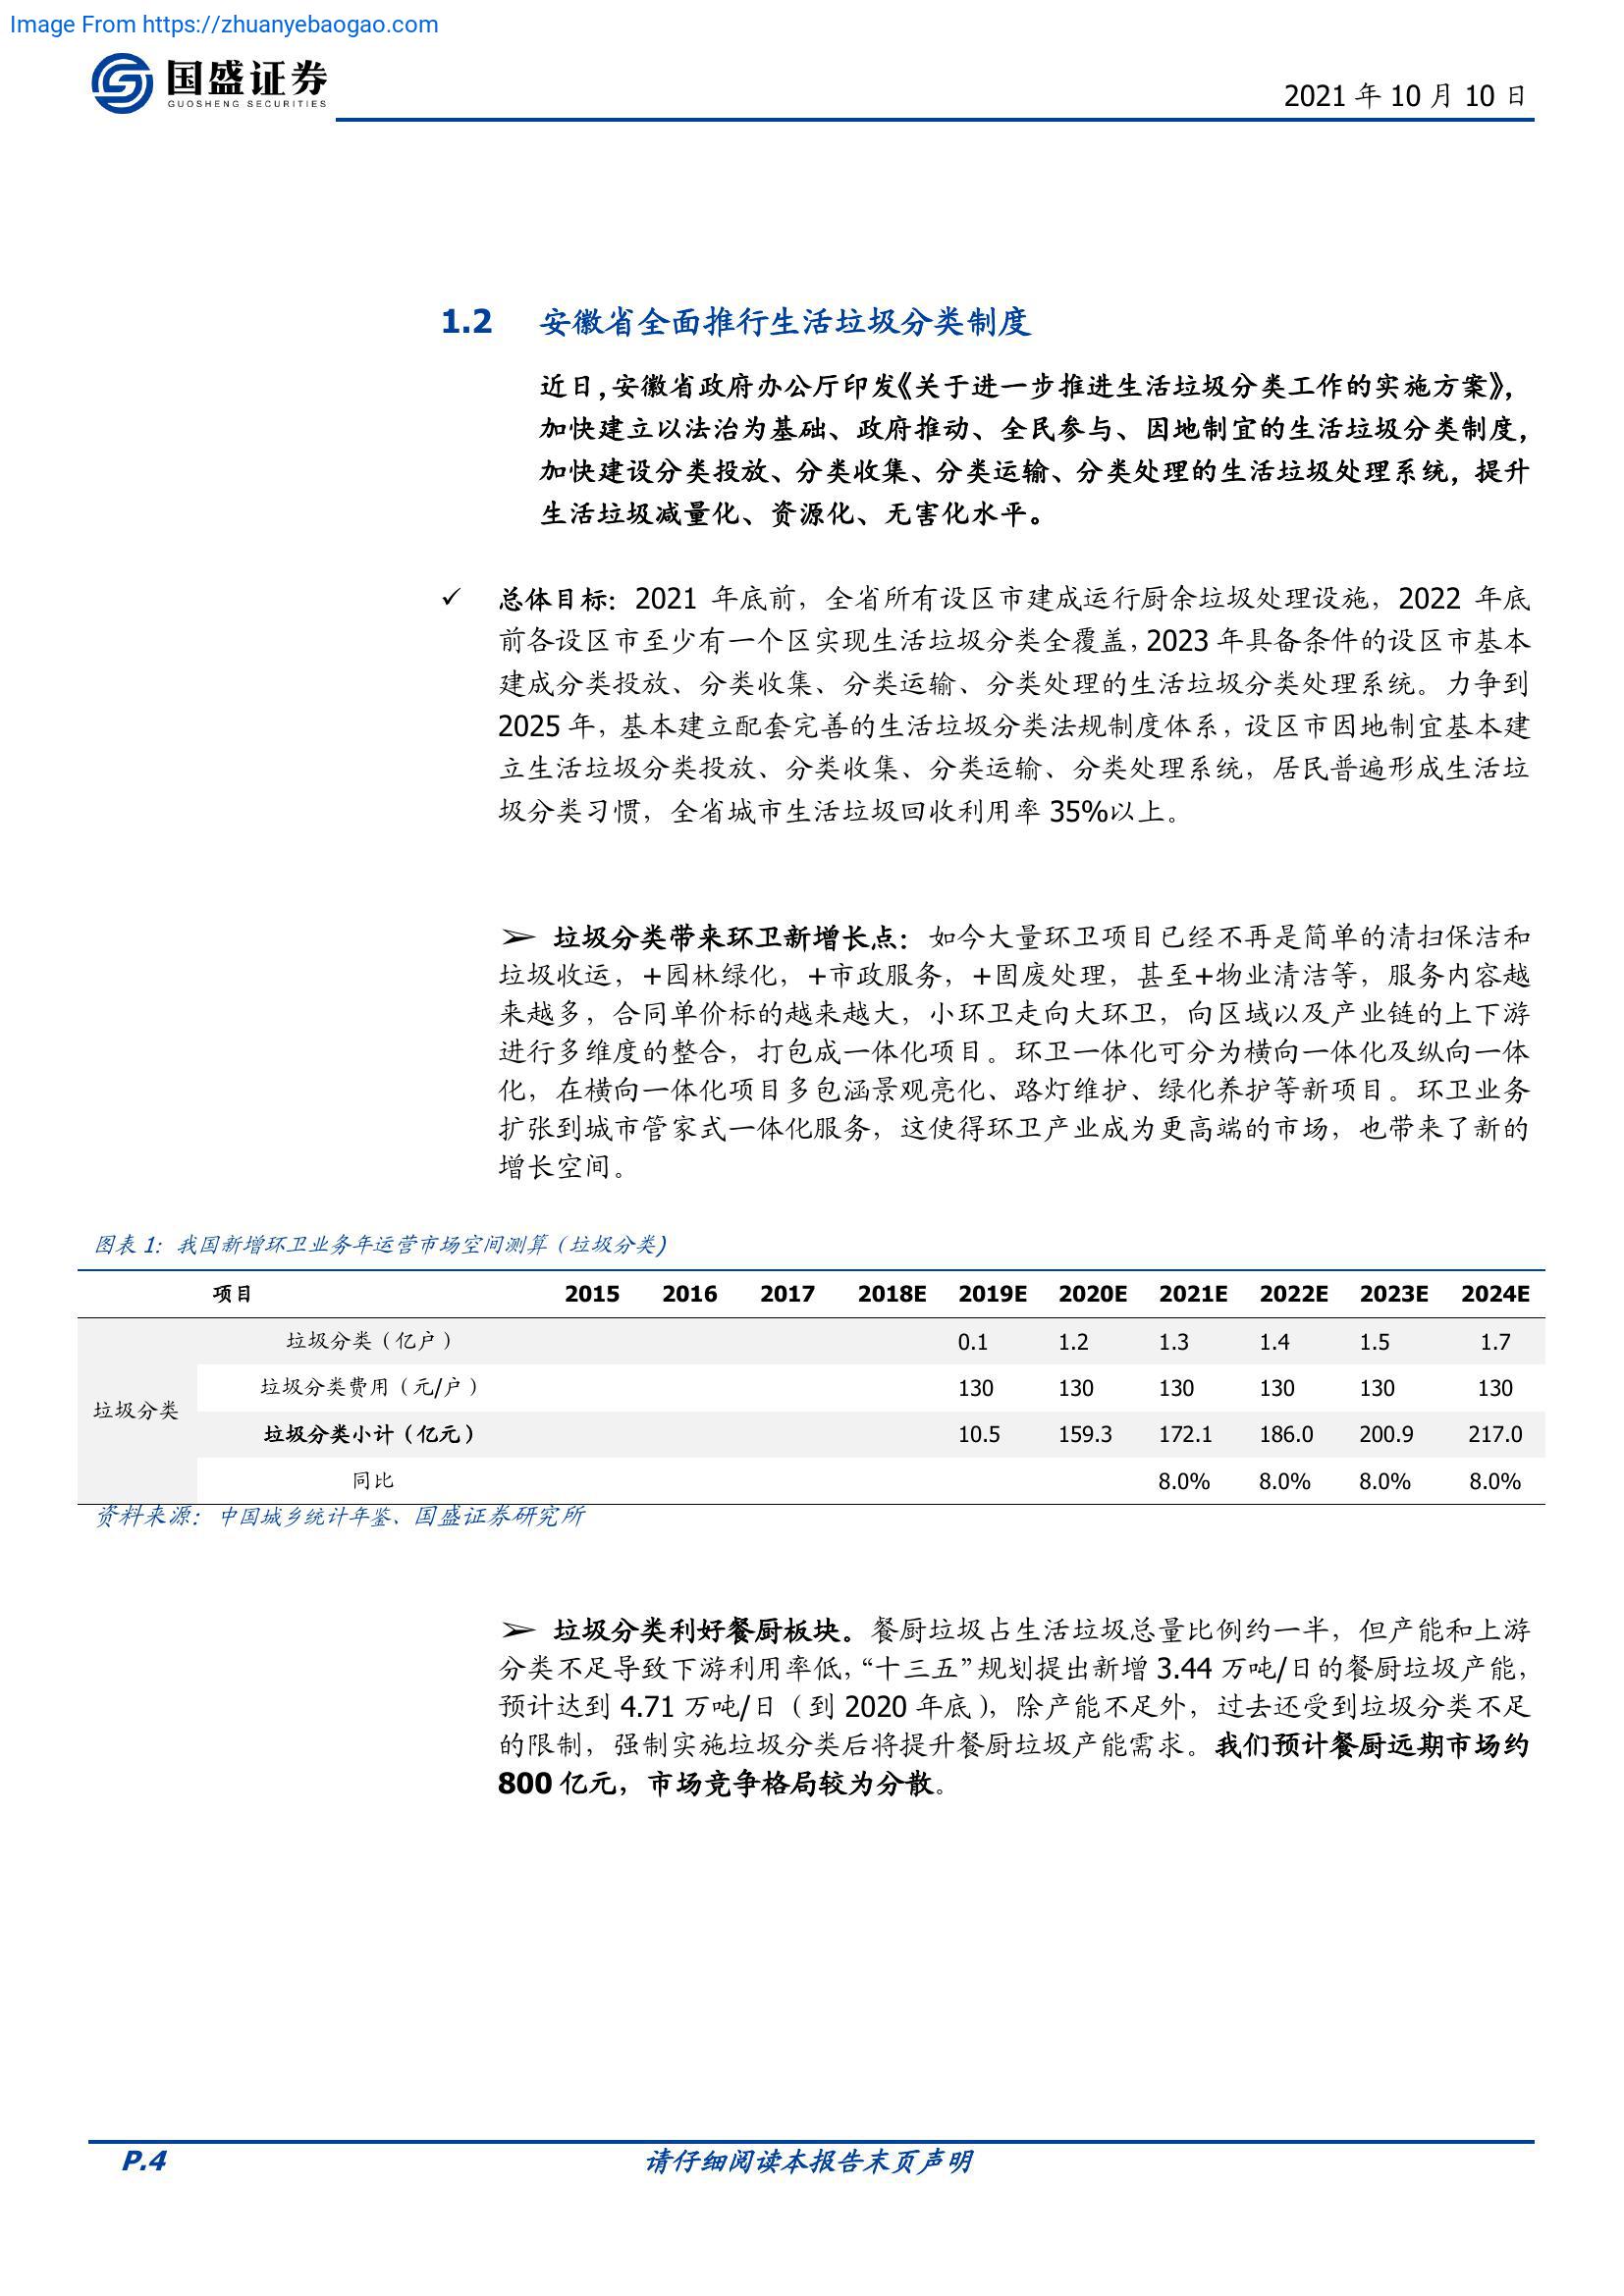 Image From https://zhuanyebaogao.com
国盛证券
GUOSHENG SECURITIES
2021 年 10 月 10 日
1.2 安徽省全面推行生活垃圾分类制度
近日，安徽省政府办公厅印发《关于进一步推进生活垃圾分类工作的实施方案》，
加快建立以法治为基础、政府推动、全民参与、因地制宜的生活垃圾分类制度，
加快建设分类投放、分类收集、分类运输、分类处理的生活垃圾处理系统，提升
生活垃圾减量化、资源化、无害化水平。
✓ 总体目标：2021 年底前，全省所有设区市建成运行厨余垃圾处理设施，2022 年底
前各设区市至少有一个区实现生活垃圾分类全覆盖，2023 年具备条件的设区市基本
建成分类投放、分类收集、分类运输、分类处理的生活垃圾分类处理系统。力争到
2025 年，基本建立配套完善的生活垃圾分类法规制度体系，设区市因地制宜基本建
立生活垃圾分类投放、分类收集、分类运输、分类处理系统，居民普遍形成生活垃
圾分类习惯，全省城市生活垃圾回收利用率 35%以上。
➢ 垃圾分类带来环卫新增长点：如今大量环卫项目已经不再是简单的清扫保洁和
垃圾收运，+园林绿化，+市政服务，+固废处理，甚至+物业清洁等，服务内容越
来越多，合同单价标的越来越大，小环卫走向大环卫，向区域以及产业链的上下游
进行多维度的整合，打包成一体化项目。环卫一体化可分为横向一体化及纵向一体
化，在横向一体化项目多包涵景观亮化、路灯维护、绿化养护等新项目。环卫业务
扩张到城市管家式一体化服务，这使得环卫产业成为更高端的市场，也带来了新的
增长空间。
图表 1：我国新增环卫业务年运营市场空间测算（垃圾分类）
项目 2015 2016 2017 2018E 2019E 2020E 2021E 2022E 2023E 2024E
垃圾分类（亿户） 0.1 1.2 1.3 1.4 1.5 1.7
垃圾分类费用（元/户） 130 130 130 130 130 130
垃圾分类
垃圾分类小计（亿元） 10.5 159.3 172.1 186.0 200.9 217.0
同比 8.0% 8.0% 8.0% 8.0%
资料来源：中国城乡统计年鉴、国盛证券研究所
➢ 垃圾分类利好餐厨板块。餐厨垃圾占生活垃圾总量比例约一半，但产能和上游
分类不足导致下游利用率低，“十三五”规划提出新增 3.44 万吨/日的餐厨垃圾产能，
预计达到 4.71 万吨/日（到 2020 年底），除产能不足外，过去还受到垃圾分类不足
的限制，强制实施垃圾分类后将提升餐厨垃圾产能需求。我们预计餐厨远期市场约
800 亿元，市场竞争格局较为分散。
P.4
请仔细阅读本报告末页声明